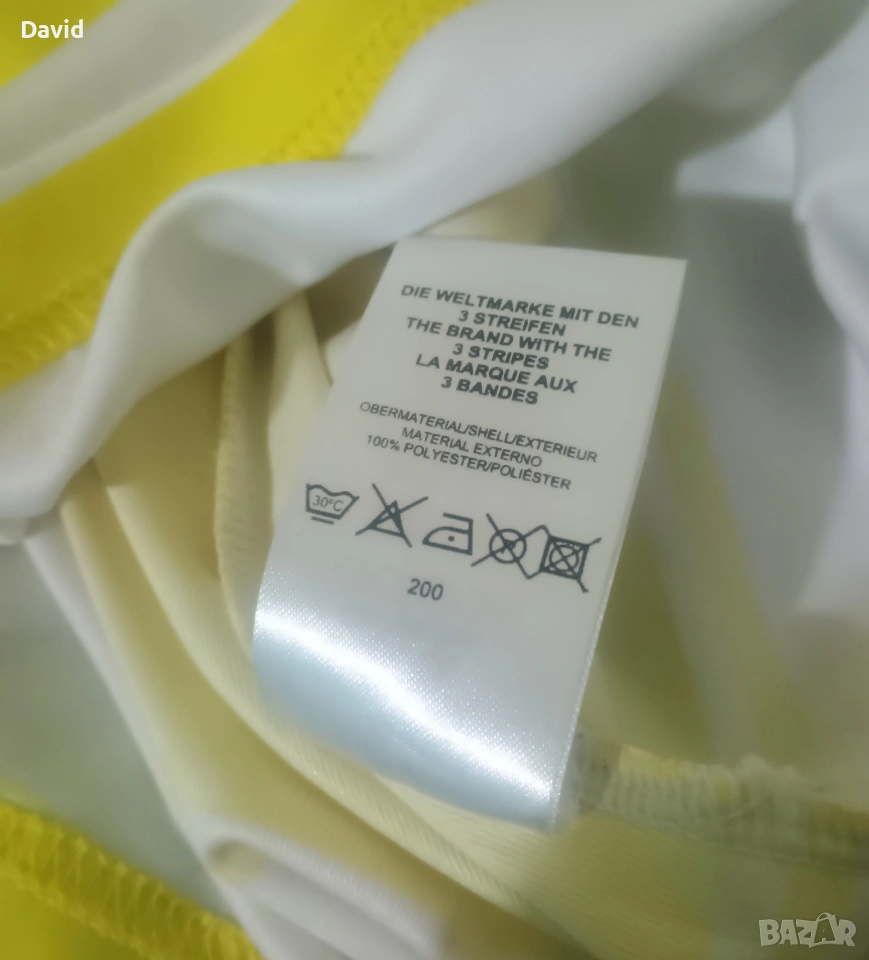 David
DIE WELTMARKE MIT DEN
3 STREIFEN
THE BRAND WITH THE
3 STRIPES
LA MARQUE AUX
3 BANDES
OBERMATERIAL/SHELL/EXTERIEUR
MATERIAL EXTERNO
100% POLYESTER/POLIÉSTER
30°C
200
BAZAR